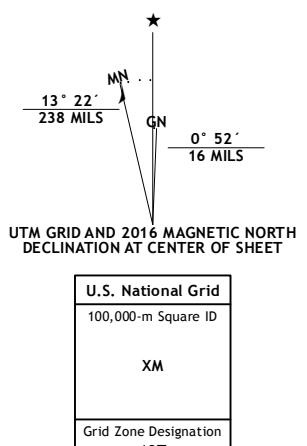 MN
GN
13° 22´
238 MILS
0° 52´
16 MILS
UTM GRID AND 2016 MAGNETIC NORTH
DECLINATION AT CENTER OF SHEET
U.S. National Grid
100,000-m Square ID
XM
Grid Zone Designation